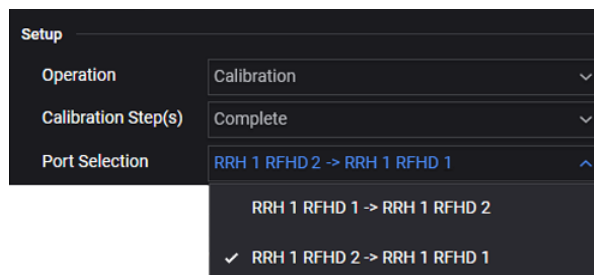 Setup
Operation Calibration
Calibration Step(s) Complete
Port Selection RRH 1 RFHD 2 -> RRH 1 RFHD 1
RRH 1 RFHD 1 -> RRH 1 RFHD 2
RRH 1 RFHD 2 -> RRH 1 RFHD 1